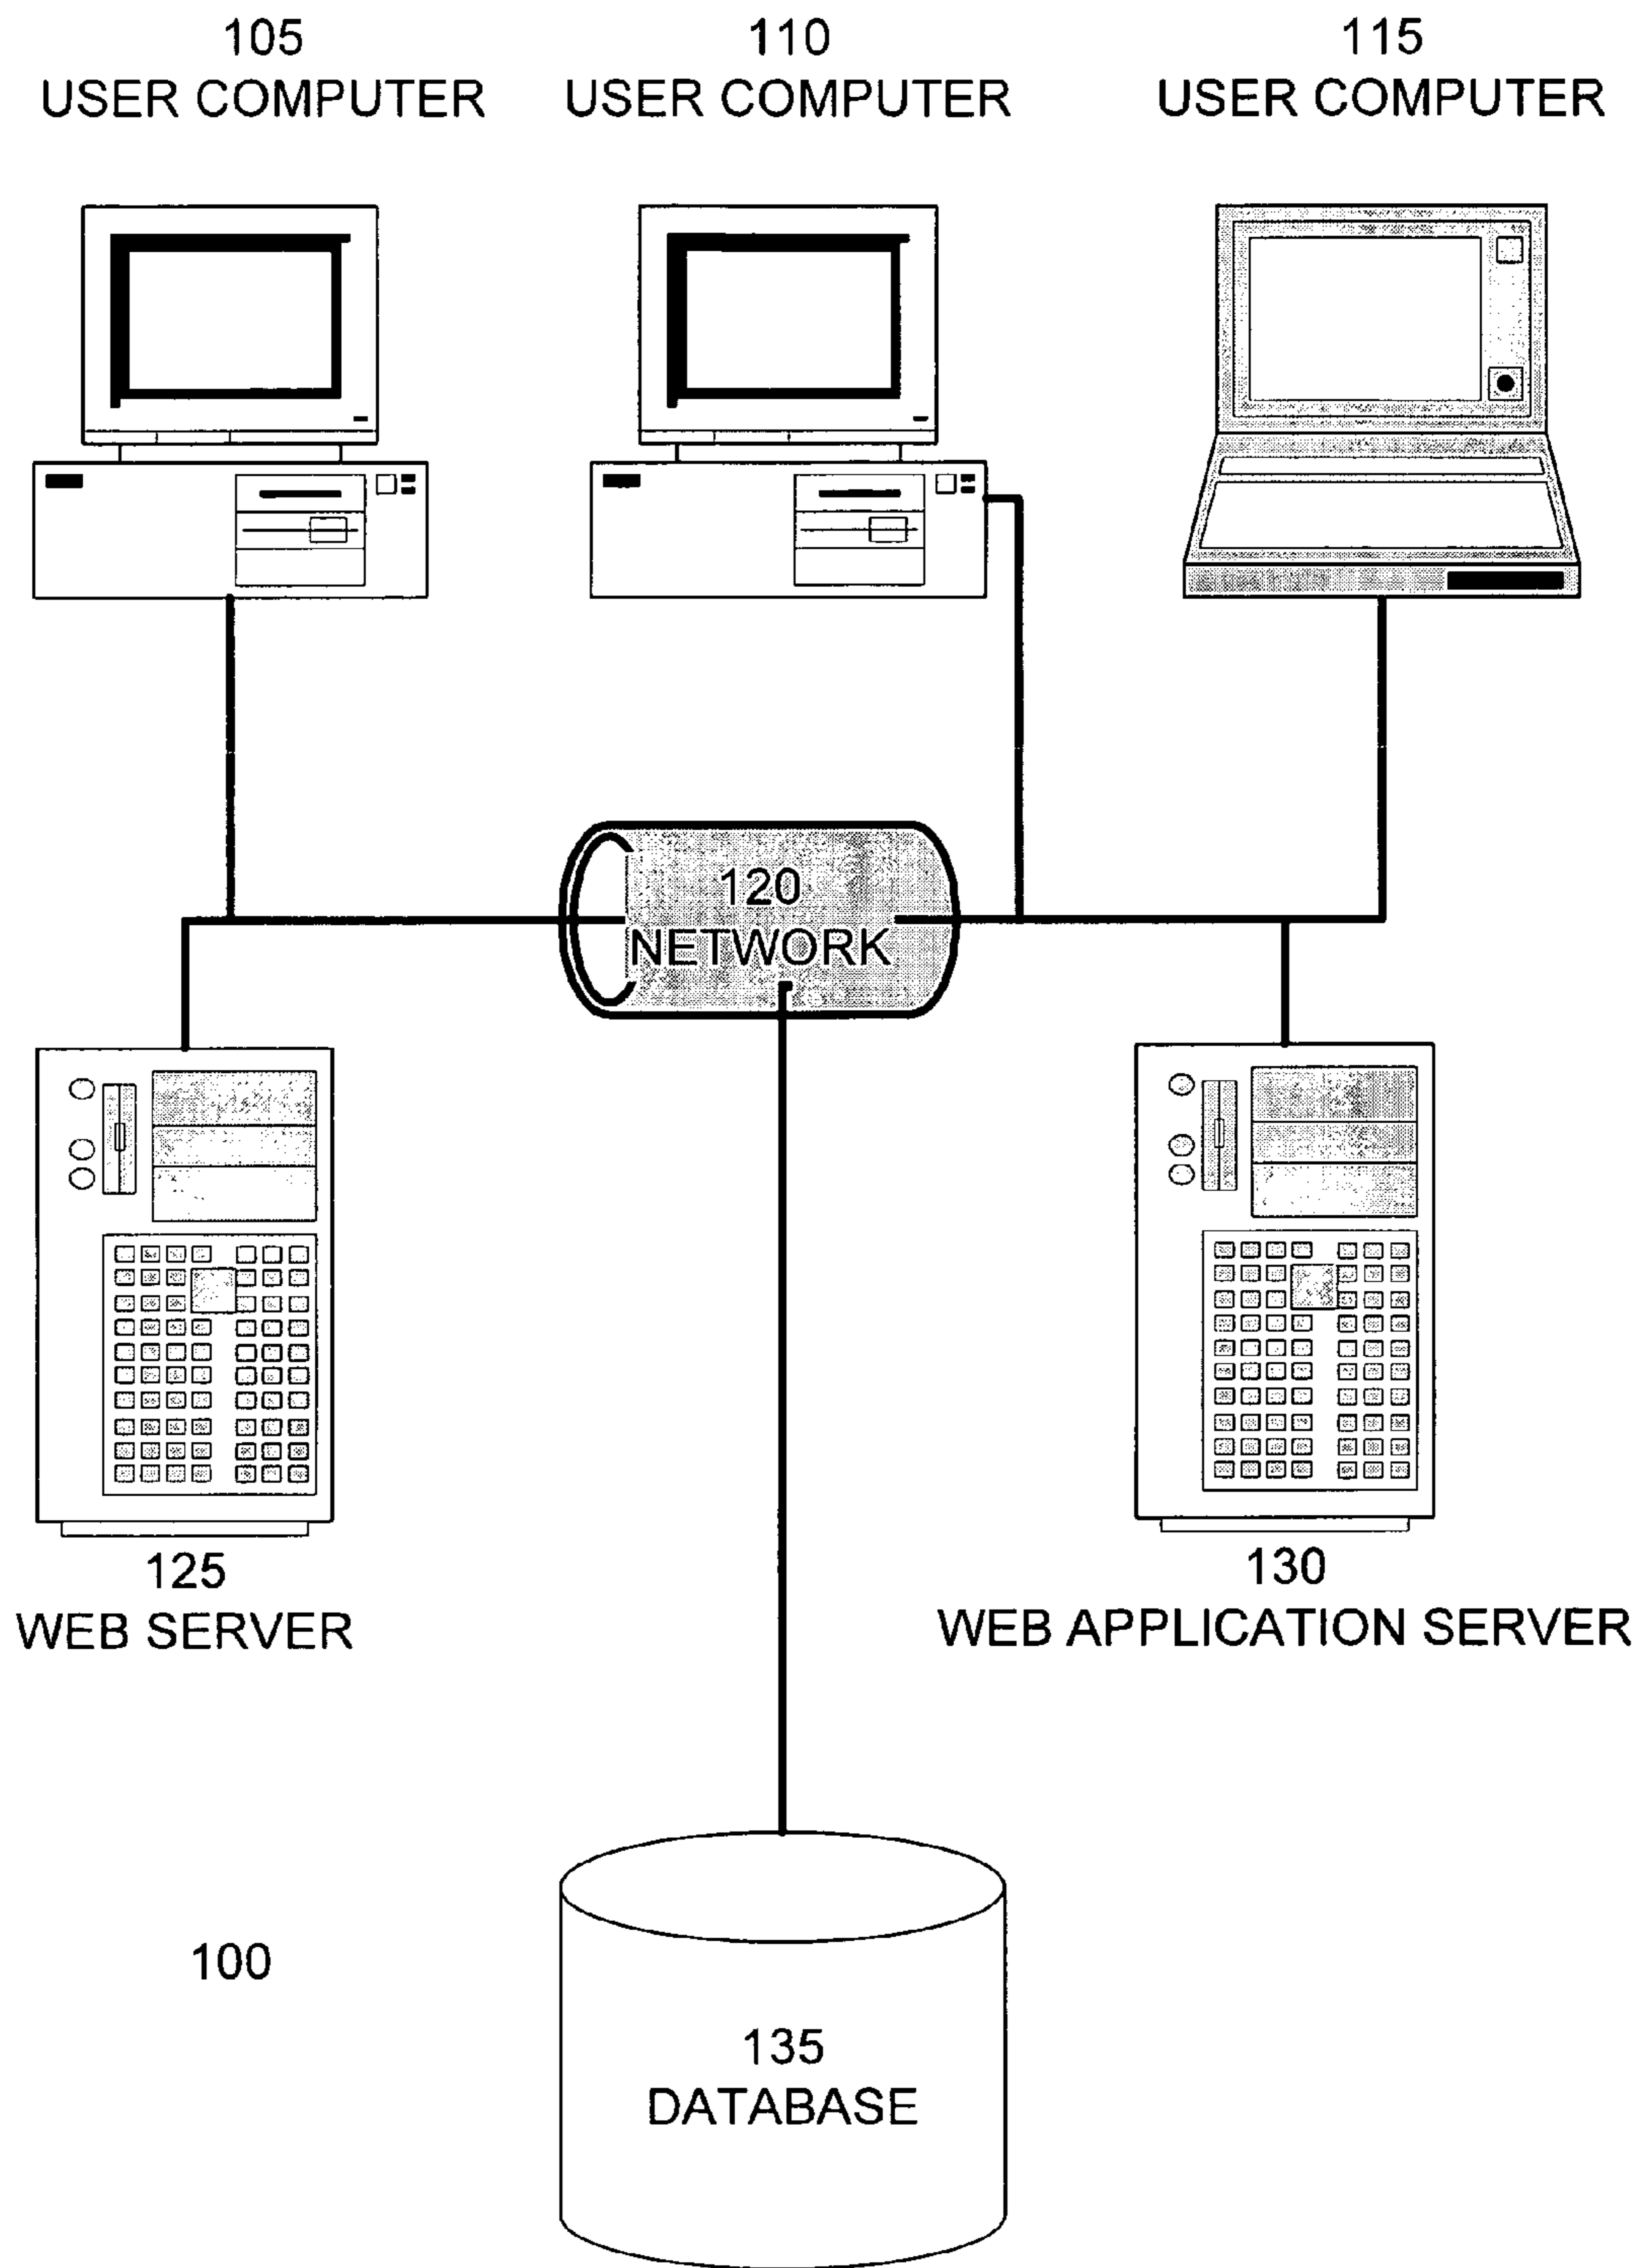 105
USER COMPUTER
110
USER COMPUTER
115
USER COMPUTER
120
NETWORK
125
WEB SERVER
130
WEB APPLICATION SERVER
100
135
DATABASE